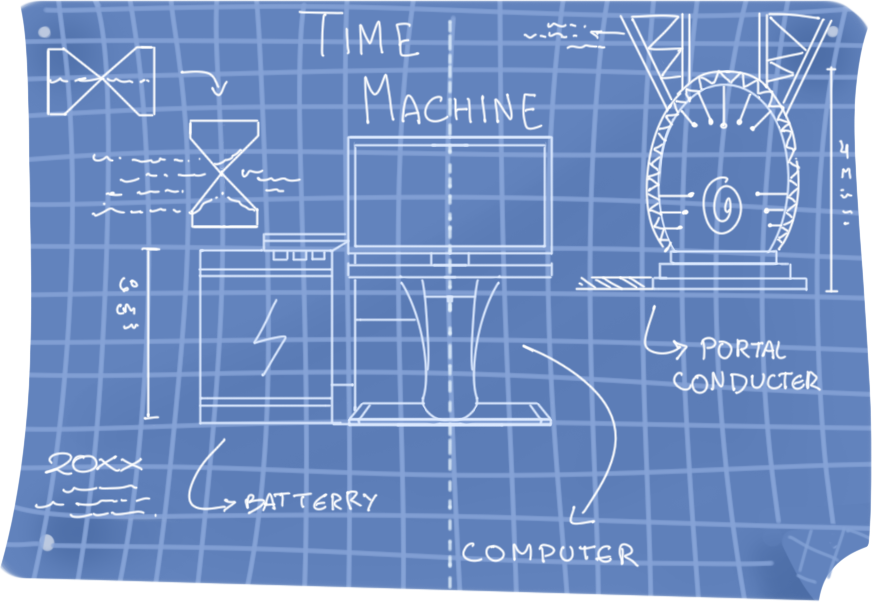 TIME
MACHINE
4 m
60
cm
PORTAL
CONDUCTER
20XX
BATTERRY
COMPUTER